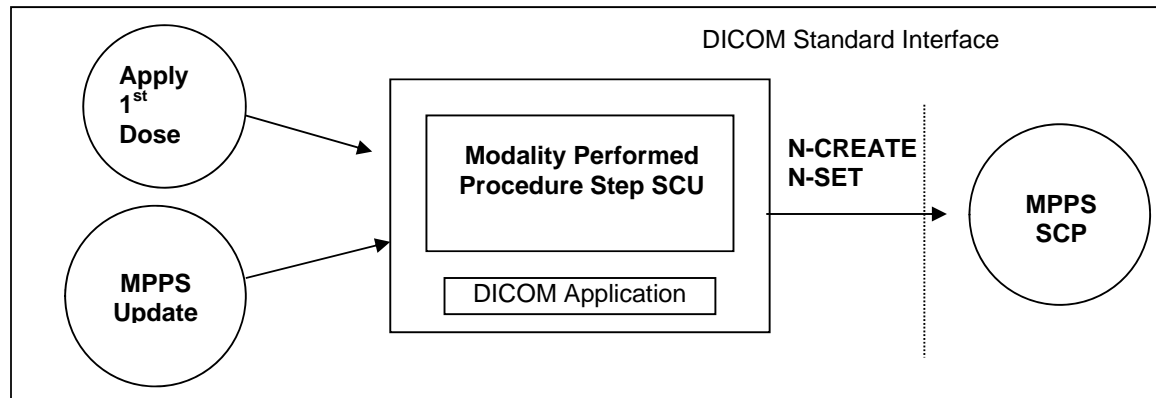 DICOM Standard Interface
Apply
1st
Dose
Modality Performed
Procedure Step SCU
N-CREATE
N-SET
MPPS
SCP
MPPS
Update
DICOM Application